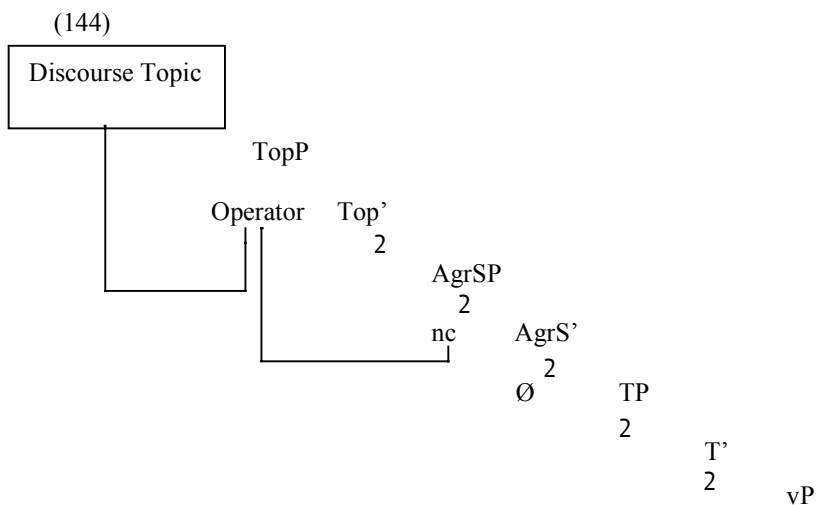 (144)
Discourse Topic
TopP
Operator Top’
2
AgrSP
2
nc AgrS’
2
Ø TP
2
T’
2
vP